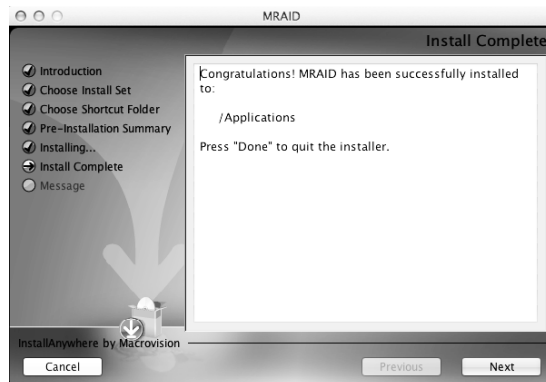 MRAID
Install Complete
Introduction
Choose Install Set
Choose Shortcut Folder
Pre-Installation Summary
Installing...
Install Complete
Message
Congratulations! MRAID has been successfully installed
to:
/Applications
Press "Done" to quit the installer.
InstallAnywhere by Macrovision
Cancel
Previous
Next